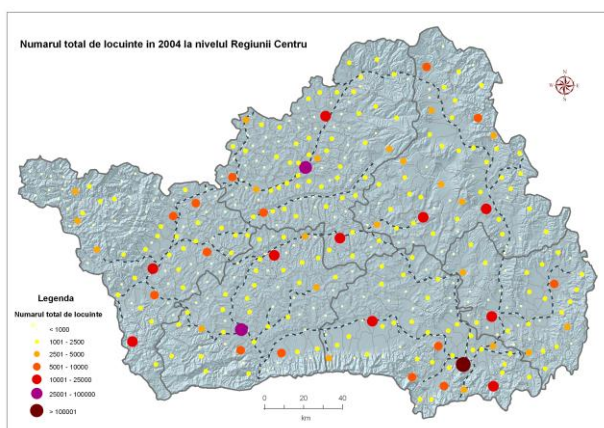 Numarul total de locuinte in 2004 la nivelul Regiunii Centru
N
W
E
S
Legenda
Numarul total de locuinte
< 1000
1001 - 2500
2501 - 5000
5001 - 10000
10001 - 25000
25001 - 100000
> 100001
0 20 40
km